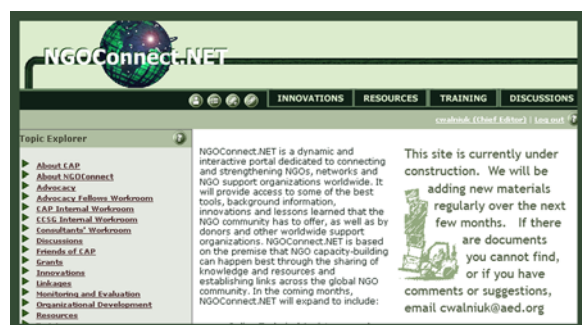 NGOConnect.NET
INNOVATIONS
RESOURCES
TRAINING
DISCUSSIONS
cwalniuk (Chief Editor) | Log out
Topic Explorer
About CAP
About NGOConnect
Advocacy
Advocacy Fellows Workroom
CAP Internal Workroom
CCSG Internal Workroom
Consultants' Workroom
Discussions
Friends of CAP
Grants
Innovations
Linkages
Monitoring and Evaluation
Organizational Development
Resources
NGOConnect.NET is a dynamic and
interactive portal dedicated to connecting
and strengthening NGOs, networks and
NGO support organizations worldwide. It
will provide access to some of the best
tools, background information,
innovations and lessons learned that the
NGO community has to offer, as well as by
donors and other worldwide support
organizations. NGOConnect.NET is based
on the premise that NGO capacity-building
can happen best through the sharing of
knowledge and resources and
establishing links across the global NGO
community. In the coming months,
NGOConnect.NET will expand to include:
This site is currently under
construction. We will be
adding new materials
regularly over the next
few months. If there
are documents
you cannot find,
or if you have
comments or suggestions,
email cwalniuk@aed.org